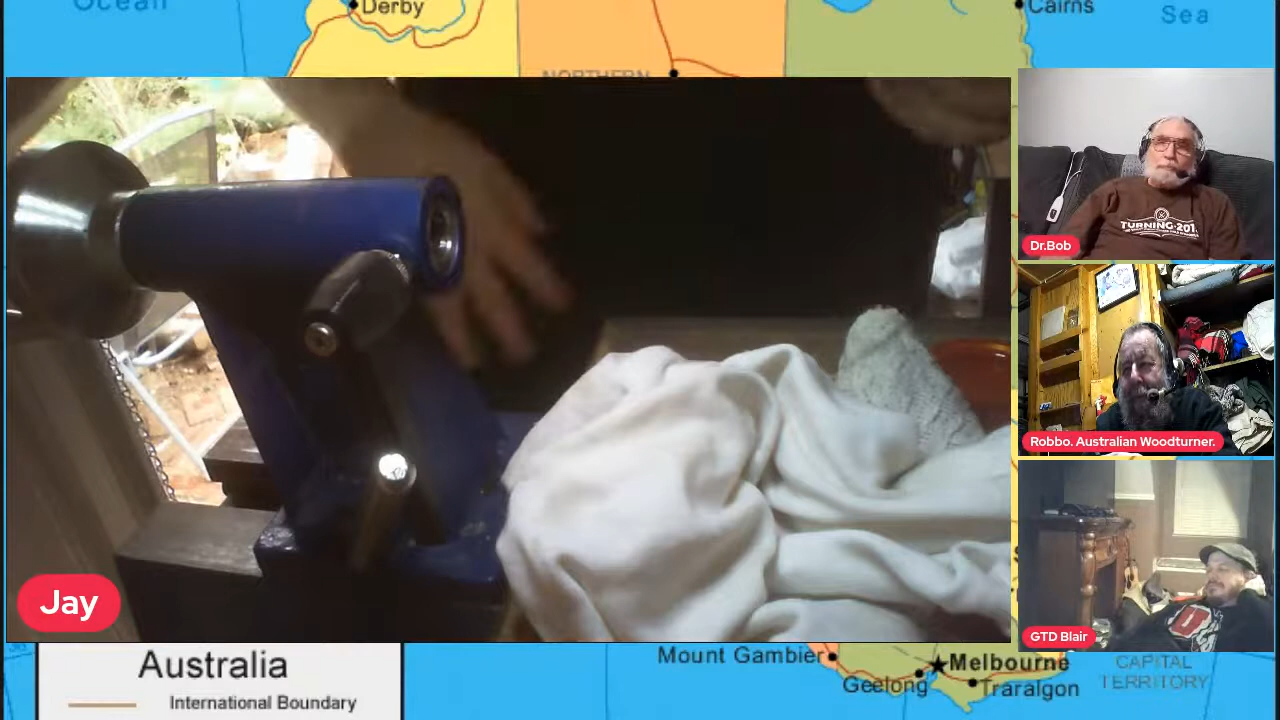 Ocean
Derby
Cairns
Sea
NORTHERN
Dr.Bob
TURNING 201
Robbo. Australian Woodturner.
GTD Blair
Jay
Australia
International Boundary
Mount Gambier
Melbourne
Geelong
Traralgon
CAPITAL
TERRITORY